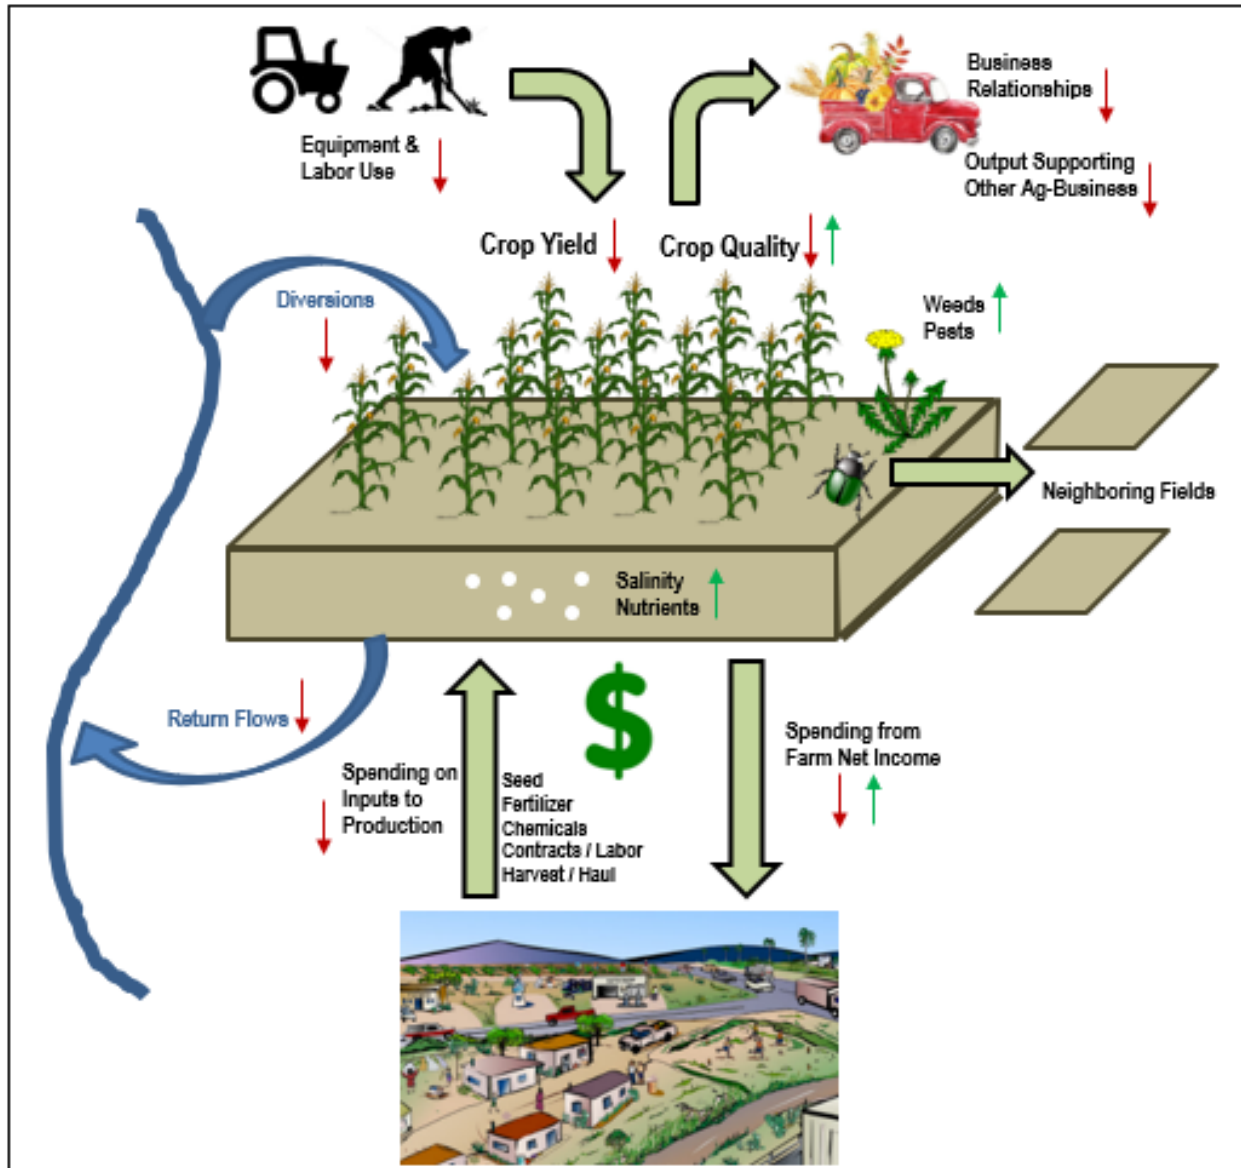 Equipment &
Labor Use
Business
Relationships
Output Supporting
Other Ag-Business
Crop Yield
Crop Quality
Diversions
Weeds
Pests
Neighboring Fields
Salinity
Nutrients
Return Flows
$
Spending on
Inputs to
Production
Seed
Fertilizer
Chemicals
Contracts / Labor
Harvest / Haul
Spending from
Farm Net Income